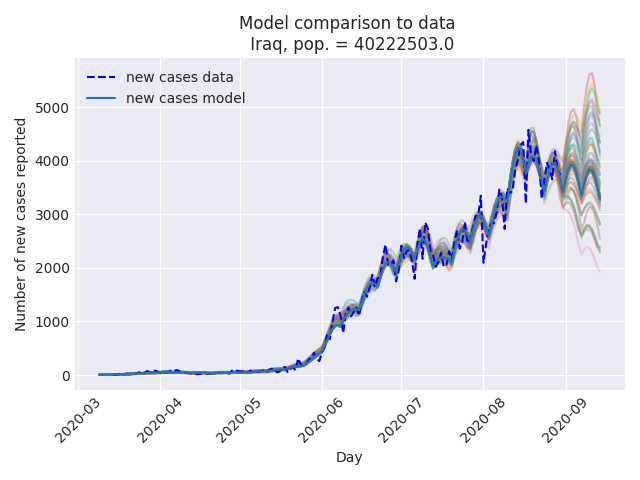 Model comparison to data
Iraq, pop. = 40222503.0
new cases data
new cases model
Number of new cases reported
5000
4000
3000
2000
1000
0
2020-03
2020-04
2020-05
2020-06
2020-07
2020-08
2020-09
Day